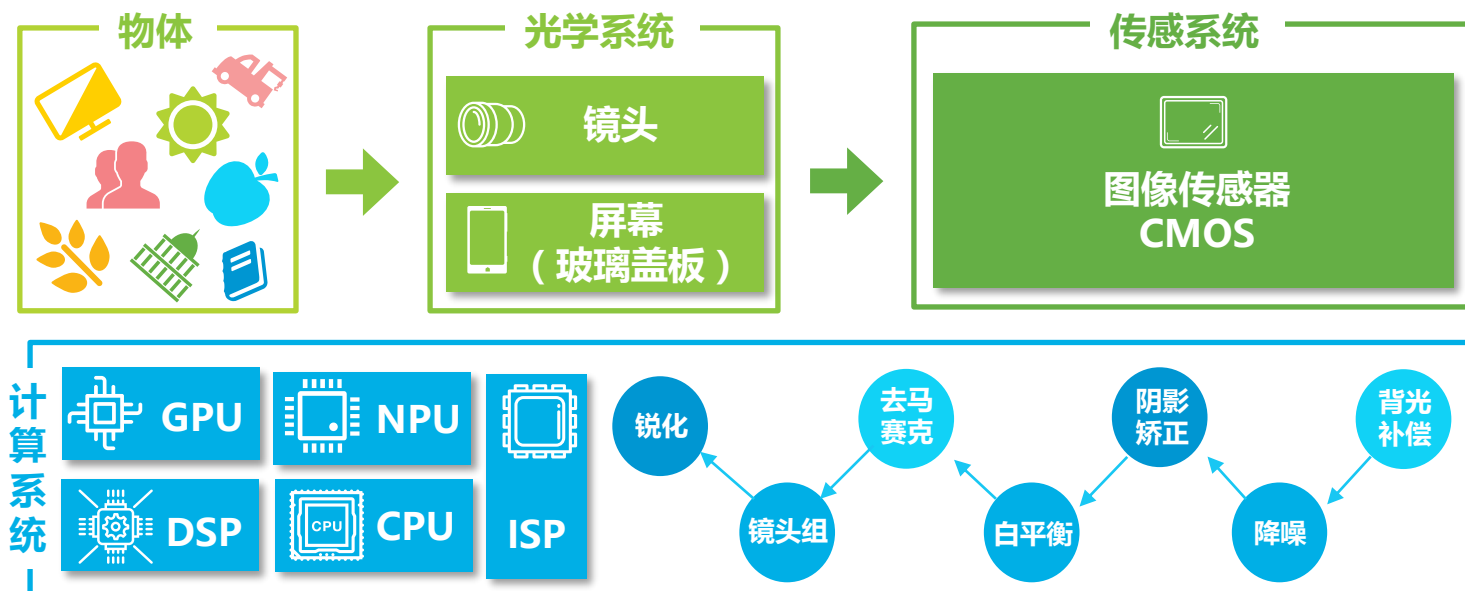 物体
光学系统
传感系统
镜头
屏幕
（玻璃盖板）
图像传感器
CMOS
计算系统
GPU
NPU
DSP
CPU
CPU
ISP
锐化
去马
赛克
阴影
矫正
背光
补偿
镜头组
白平衡
降噪